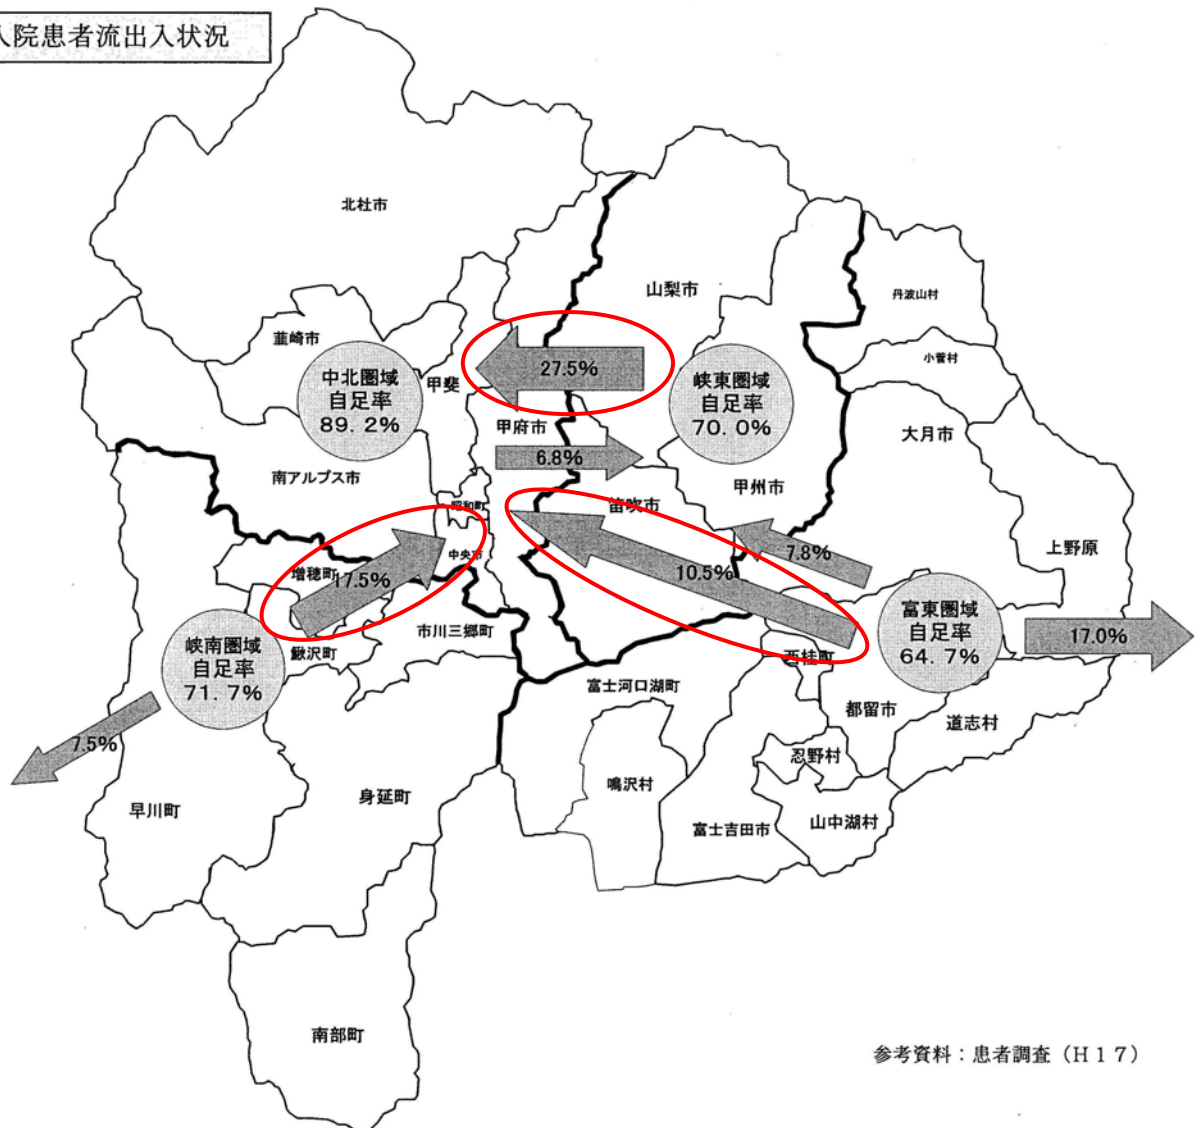 入院患者流出入状況
北杜市
山梨市
丹波山村
韮崎市
小菅村
27.5%
中北圏域
自足率
89.2%
甲斐
峡東圏域
自足率
70.0%
甲府市
大月市
6.8%
南アルプス市
甲州市
昭和町
笛吹市
中央市
7.8%
上野原
増穂町
17.5%
10.5%
富東圏域
自足率
64.7%
17.0%
市川三郷町
峡南圏域
自足率
71.7%
鰍沢町
西桂町
富士河口湖町
都留市
道志村
7.5%
忍野村
鳴沢村
早川町
身延町
富士吉田市
山中湖村
南部町
参考資料：患者調査（H17）